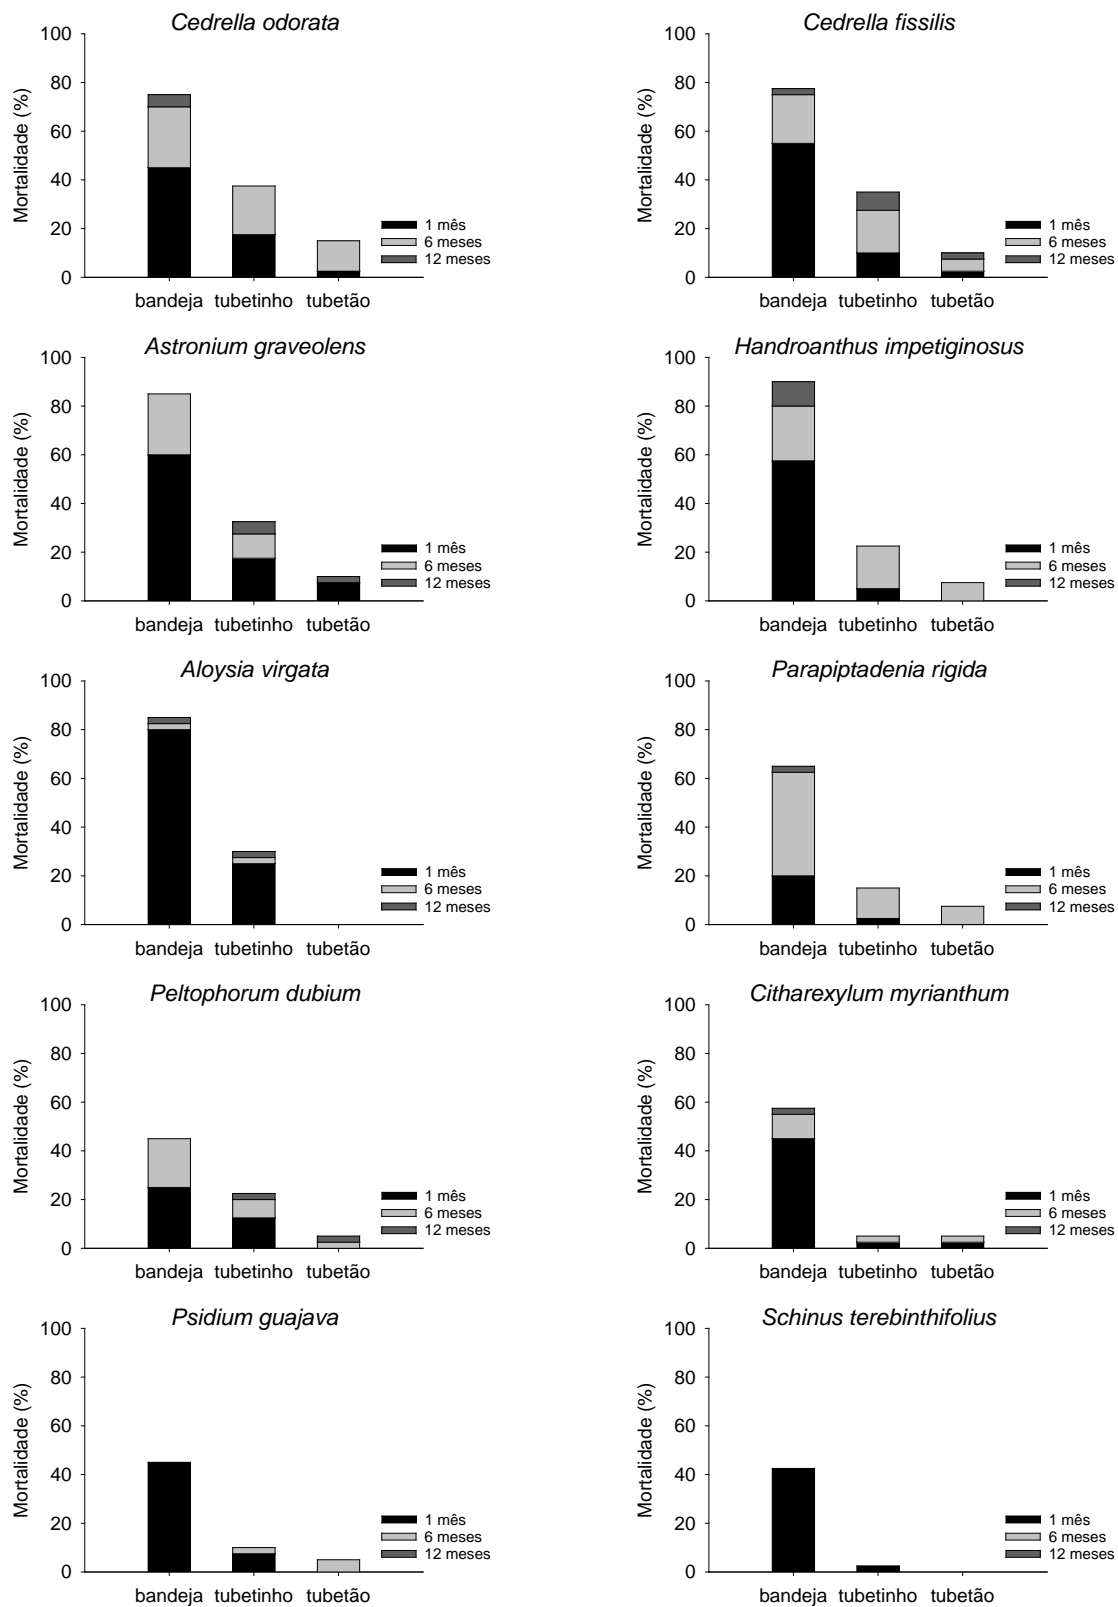 Cedrella odorata
100
80
60
40
20
0
Mortalidade (%)
1 mês
6 meses
12 meses
bandeja tubetinho tubetão
Cedrella fissilis
100
80
60
40
20
0
Mortalidade (%)
1 mês
6 meses
12 meses
bandeja tubetinho tubetão
Astronium graveolens
100
80
60
40
20
0
Mortalidade (%)
1 mês
6 meses
12 meses
bandeja tubetinho tubetão
Handroanthus impetiginosus
100
80
60
40
20
0
Mortalidade (%)
1 mês
6 meses
12 meses
bandeja tubetinho tubetão
Aloysia virgata
100
80
60
40
20
0
Mortalidade (%)
1 mês
6 meses
12 meses
bandeja tubetinho tubetão
Parapiptadenia rigida
100
80
60
40
20
0
Mortalidade (%)
1 mês
6 meses
12 meses
bandeja tubetinho tubetão
Peltophorum dubium
100
80
60
40
20
0
Mortalidade (%)
1 mês
6 meses
12 meses
bandeja tubetinho tubetão
Citharexylum myrianthum
100
80
60
40
20
0
Mortalidade (%)
1 mês
6 meses
12 meses
bandeja tubetinho tubetão
Psidium guajava
100
80
60
40
20
0
Mortalidade (%)
1 mês
6 meses
12 meses
bandeja tubetinho tubetão
Schinus terebinthifolius
100
80
60
40
20
0
Mortalidade (%)
1 mês
6 meses
12 meses
bandeja tubetinho tubetão